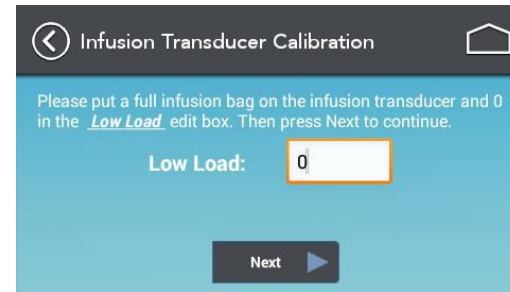 Infusion Transducer Calibration
Please put a full infusion bag on the infusion transducer and 0
in the Low Load edit box. Then press Next to continue.
Low Load: 0
Next